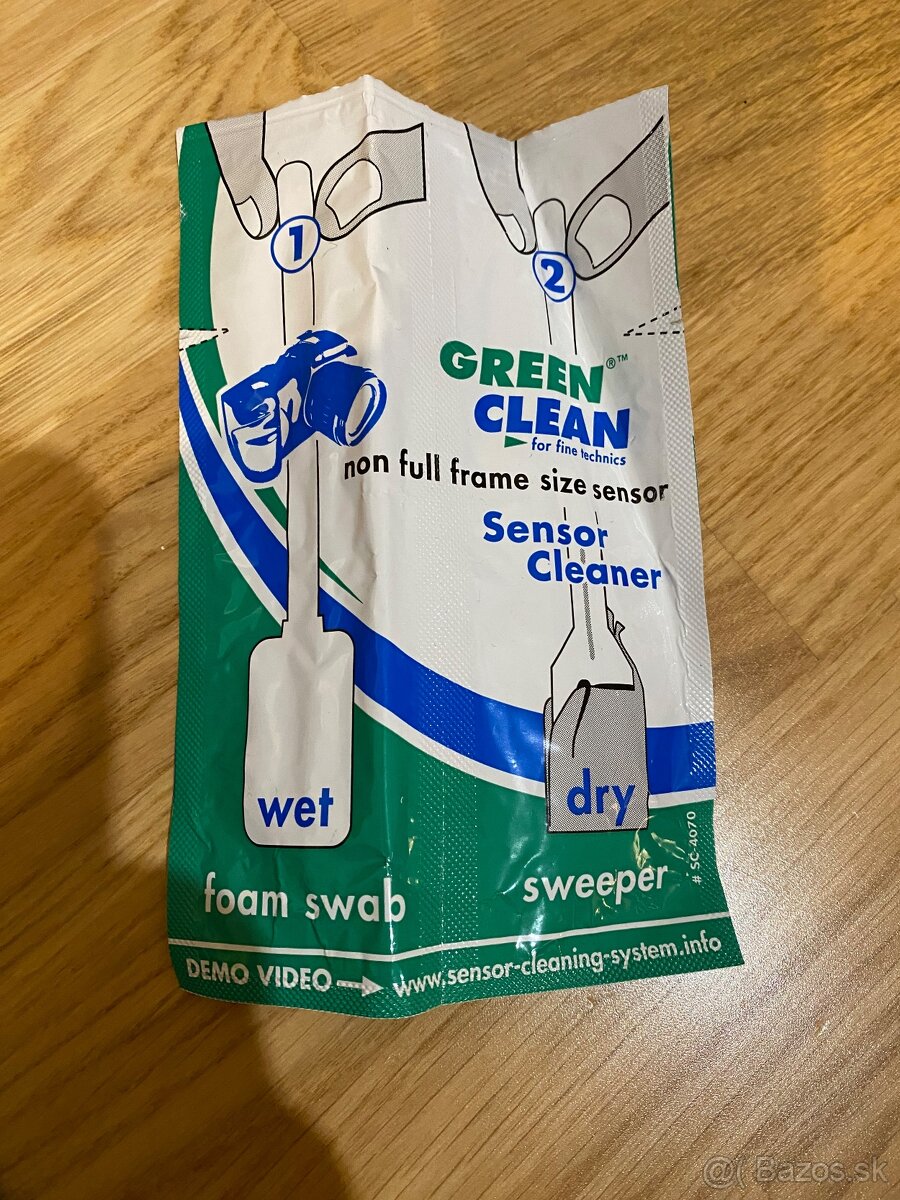 1
2
GREEN®™
CLEAN
for fine technics
non full frame size sensor
Sensor
Cleaner
wet
dry
foam swab
sweeper
# SC-4070
DEMO VIDEO
www.sensor-cleaning-system.info
@( Bazos.sk